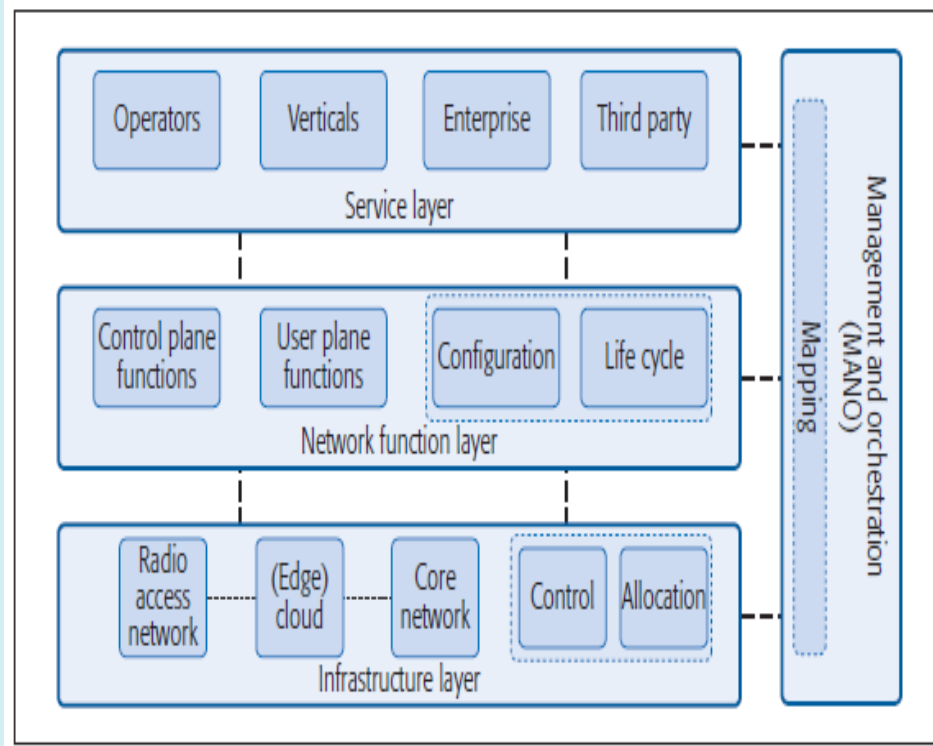 Operators
Verticals
Enterprise
Third party
Service layer
Control plane
functions
User plane
functions
Configuration
Life cycle
Network function layer
Radio
access
network
(Edge)
cloud
Core
network
Control
Allocation
Infrastructure layer
Mapping
Management and orchestration
(MANO)